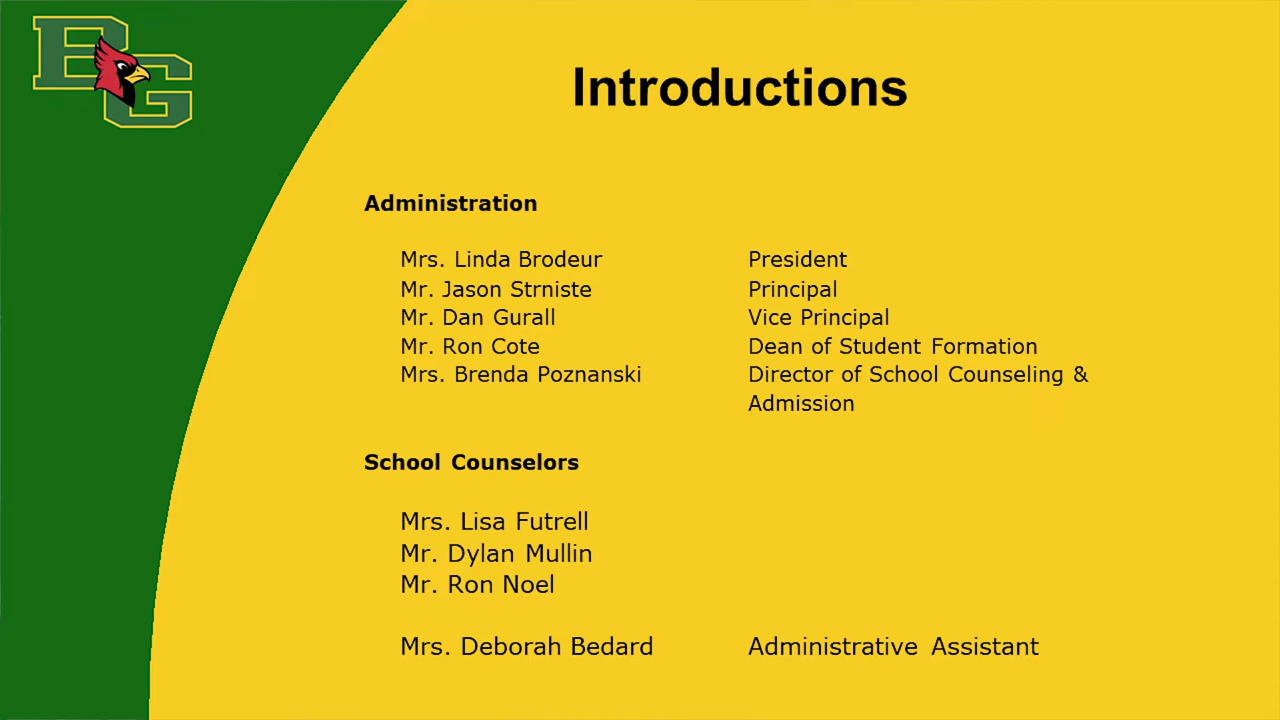 BG
Introductions
Administration
Mrs. Linda Brodeur President
Mr. Jason Strniste Principal
Mr. Dan Gurall Vice Principal
Mr. Ron Cote Dean of Student Formation
Mrs. Brenda Poznanski Director of School Counseling &
Admission
School Counselors
Mrs. Lisa Futrell
Mr. Dylan Mullin
Mr. Ron Noel
Mrs. Deborah Bedard Administrative Assistant